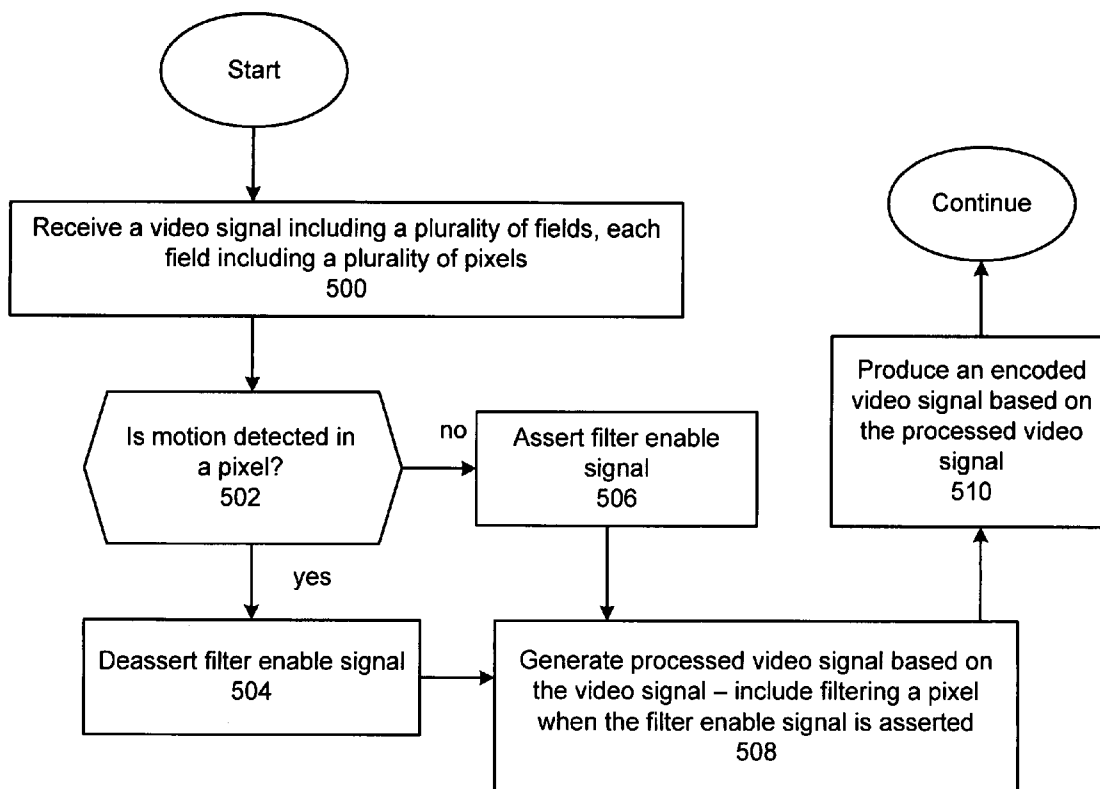 Start
Receive a video signal including a plurality of fields, each
field including a plurality of pixels
500
Is motion detected in
a pixel?
502
no
yes
Assert filter enable
signal
506
Deassert filter enable signal
504
Generate processed video signal based on
the video signal – include filtering a pixel
when the filter enable signal is asserted
508
Produce an encoded
video signal based on
the processed video
signal
510
Continue